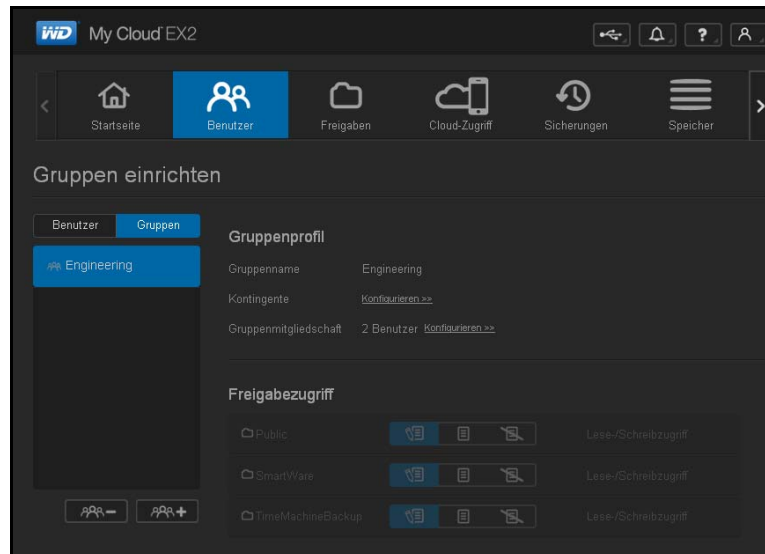 WD My Cloud EX2
?
Startseite Benutzer Freigaben Cloud-Zugriff Sicherungen Speicher
Gruppen einrichten
Benutzer Gruppen
Engineering
Gruppenprofil
Gruppenname Engineering
Kontingente Konfigurieren >>
Gruppenmitgliedschaft 2 Benutzer Konfigurieren >>
Freigabezugriff
Public Lese-/Schreibzugriff
SmartWare Lese-/Schreibzugriff
TimeMachineBackup Lese-/Schreibzugriff